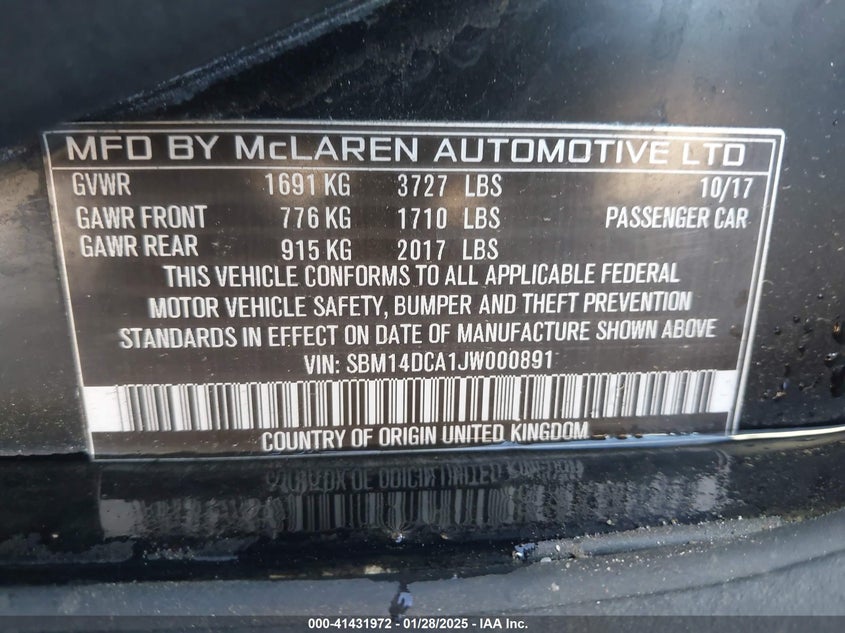 MFD BY McLAREN AUTOMOTIVE LTD
GVWR 1691 KG 3727 LBS 10/17
GAWR FRONT 776 KG 1710 LBS PASSENGER CAR
GAWR REAR 915 KG 2017 LBS
THIS VEHICLE CONFORMS TO ALL APPLICABLE FEDERAL
MOTOR VEHICLE SAFETY, BUMPER AND THEFT PREVENTION
STANDARDS IN EFFECT ON DATE OF MANUFACTURE SHOWN ABOVE
VIN: SBM14DCA1JW000891
COUNTRY OF ORIGIN UNITED KINGDOM
000-41431972 - 01/28/2025 - IAA Inc.